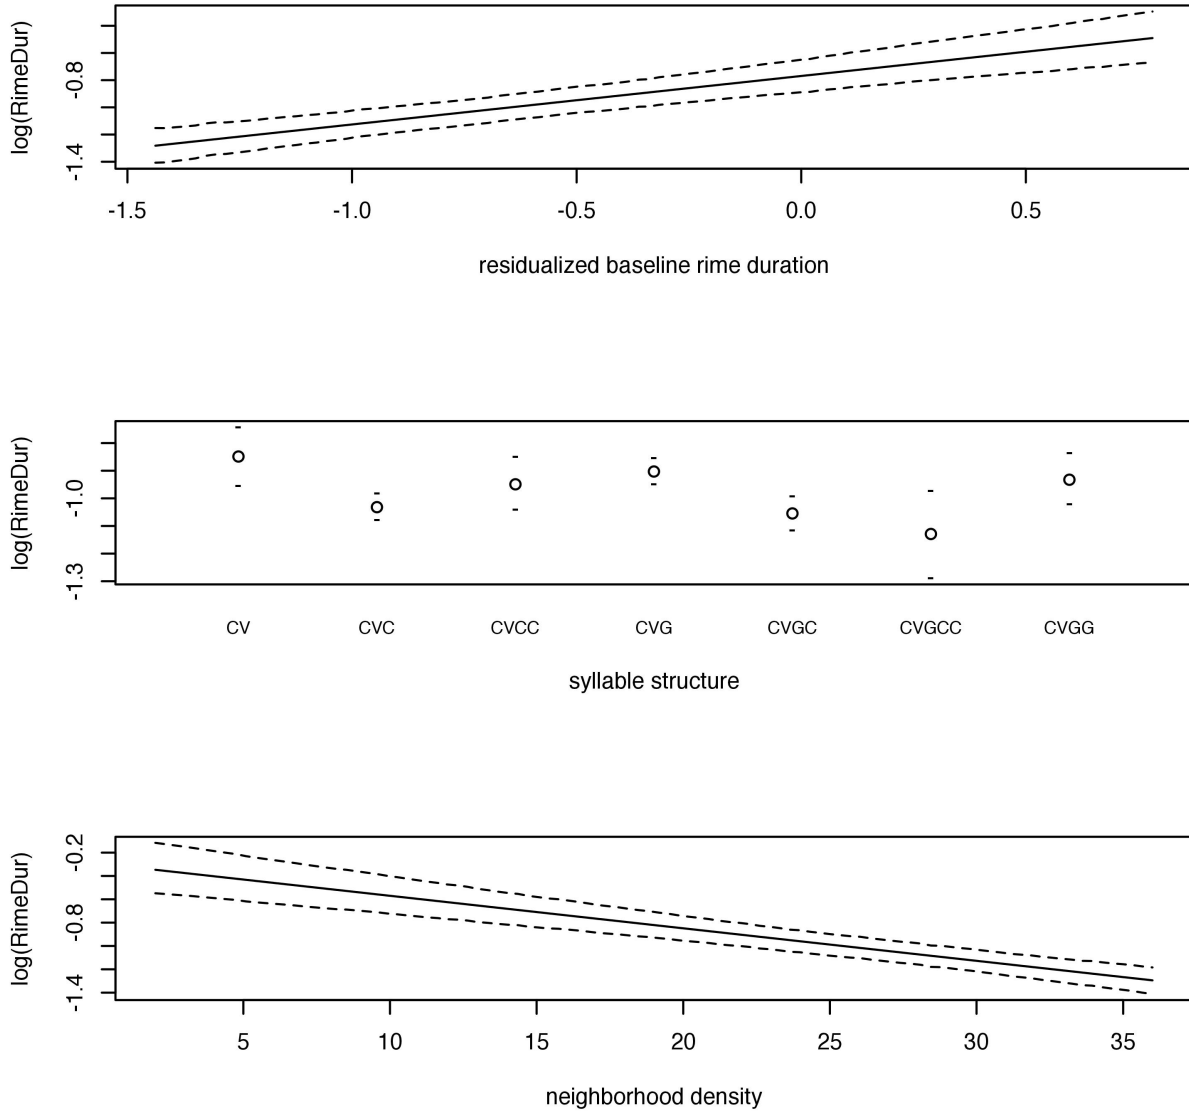 log(RimeDur)
-0.8
-1.4
-1.5 -1.0 -0.5 0.0 0.5
residualized baseline rime duration
log(RimeDur)
-1.0
-1.3
CV CVC CVCC CVG CVGC CVGCC CVGG
syllable structure
log(RimeDur)
-0.2
-0.8
-1.4
5 10 15 20 25 30 35
neighborhood density